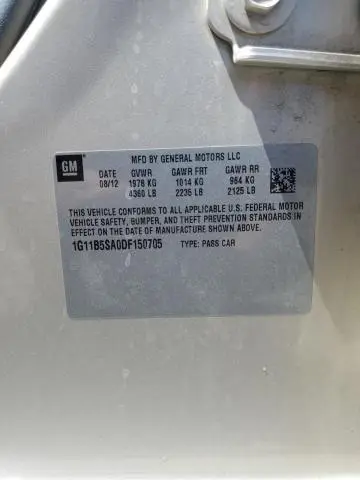 GM
MFD BY GENERAL MOTORS LLC
DATE GVWR GAWR FRT GAWR RR
08/12 1978 KG 1014 KG 964 KG
4360 LB 2235 LB 2125 LB
THIS VEHICLE CONFORMS TO ALL APPLICABLE U.S. FEDERAL MOTOR
VEHICLE SAFETY, BUMPER, AND THEFT PREVENTION STANDARDS IN
EFFECT ON THE DATE OF MANUFACTURE SHOWN ABOVE.
1G11B5SA0DF150705 TYPE: PASS CAR